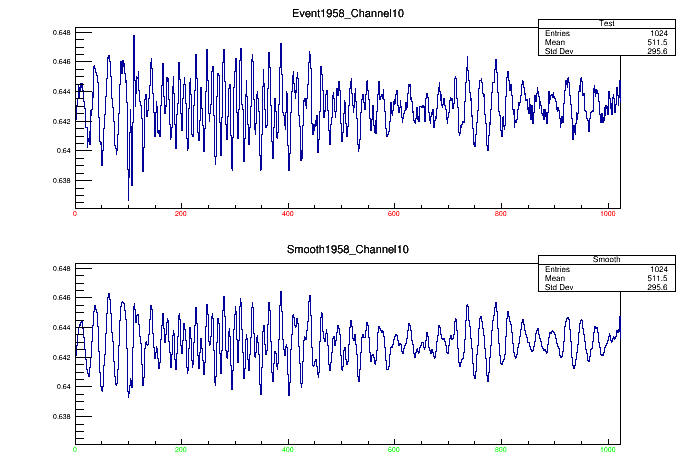 Event1958_Channel10
Test
Entries 1024
Mean 511.5
Std Dev 295.6
0.648
0.646
0.644
0.642
0.64
0.638
0 200 400 600 800 1000
Smooth1958_Channel10
Smooth
Entries 1024
Mean 511.5
Std Dev 295.6
0.648
0.646
0.644
0.642
0.64
0.638
0 200 400 600 800 1000